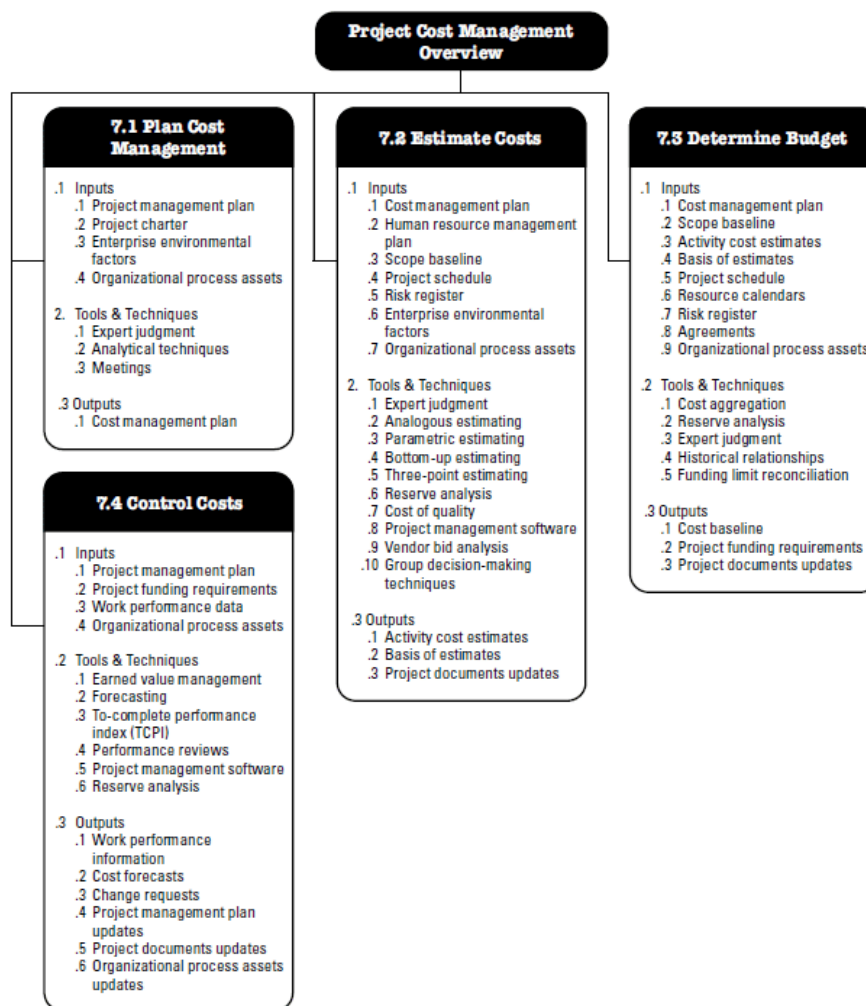 Project Cost Management
Overview
7.1 Plan Cost
Management
.1 Inputs
.1 Project management plan
.2 Project charter
.3 Enterprise environmental
factors
.4 Organizational process assets
2. Tools & Techniques
.1 Expert judgment
.2 Analytical techniques
.3 Meetings
.3 Outputs
.1 Cost management plan
7.2 Estimate Costs
.1 Inputs
.1 Cost management plan
.2 Human resource management
plan
.3 Scope baseline
.4 Project schedule
.5 Risk register
.6 Enterprise environmental
factors
.7 Organizational process assets
2. Tools & Techniques
.1 Expert judgment
.2 Analogous estimating
.3 Parametric estimating
.4 Bottom-up estimating
.5 Three-point estimating
.6 Reserve analysis
.7 Cost of quality
.8 Project management software
.9 Vendor bid analysis
.10 Group decision-making
techniques
.3 Outputs
.1 Activity cost estimates
.2 Basis of estimates
.3 Project documents updates
7.3 Determine Budget
.1 Inputs
.1 Cost management plan
.2 Scope baseline
.3 Activity cost estimates
.4 Basis of estimates
.5 Project schedule
.6 Resource calendars
.7 Risk register
.8 Agreements
.9 Organizational process assets
.2 Tools & Techniques
.1 Cost aggregation
.2 Reserve analysis
.3 Expert judgment
.4 Historical relationships
.5 Funding limit reconciliation
.3 Outputs
.1 Cost baseline
.2 Project funding requirements
.3 Project documents updates
7.4 Control Costs
.1 Inputs
.1 Project management plan
.2 Project funding requirements
.3 Work performance data
.4 Organizational process assets
.2 Tools & Techniques
.1 Earned value management
.2 Forecasting
.3 To-complete performance
index (TCPI)
.4 Performance reviews
.5 Project management software
.6 Reserve analysis
.3 Outputs
.1 Work performance
information
.2 Cost forecasts
.3 Change requests
.4 Project management plan
updates
.5 Project documents updates
.6 Organizational process assets
updates